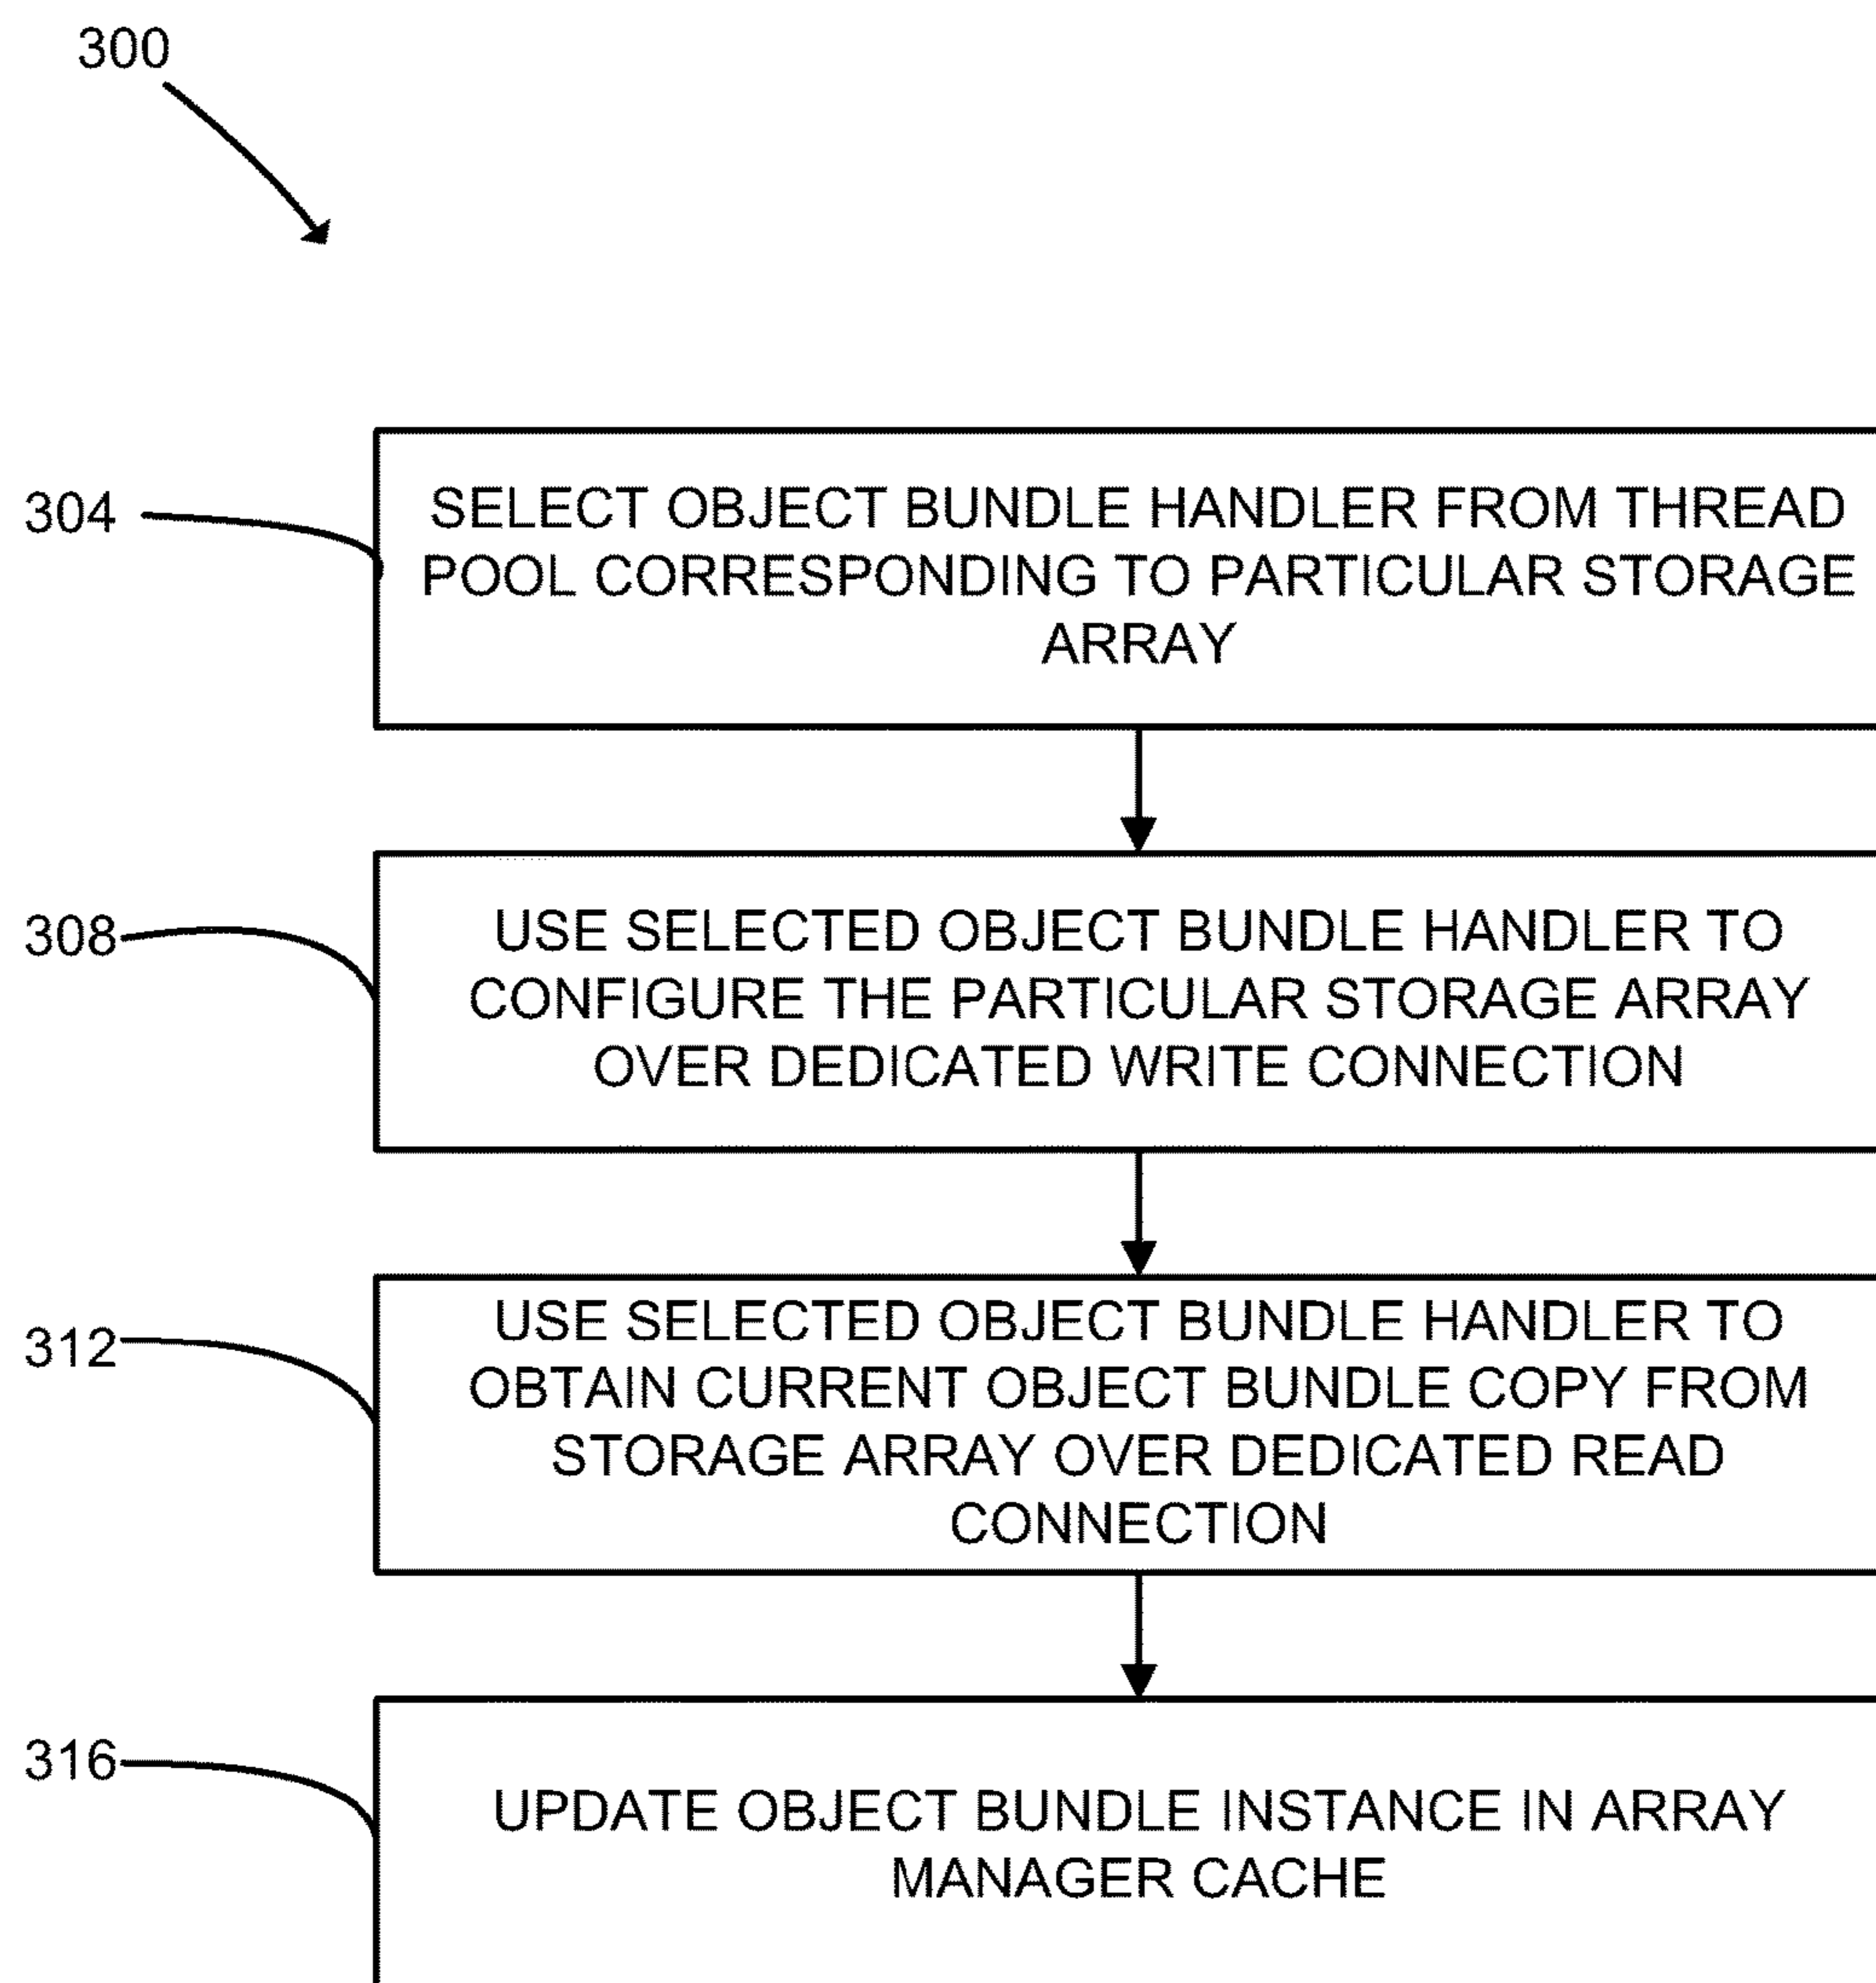 300
304
SELECT OBJECT BUNDLE HANDLER FROM THREAD
POOL CORRESPONDING TO PARTICULAR STORAGE
ARRAY
308
USE SELECTED OBJECT BUNDLE HANDLER TO
CONFIGURE THE PARTICULAR STORAGE ARRAY
OVER DEDICATED WRITE CONNECTION
312
USE SELECTED OBJECT BUNDLE HANDLER TO
OBTAIN CURRENT OBJECT BUNDLE COPY FROM
STORAGE ARRAY OVER DEDICATED READ
CONNECTION
316
UPDATE OBJECT BUNDLE INSTANCE IN ARRAY
MANAGER CACHE